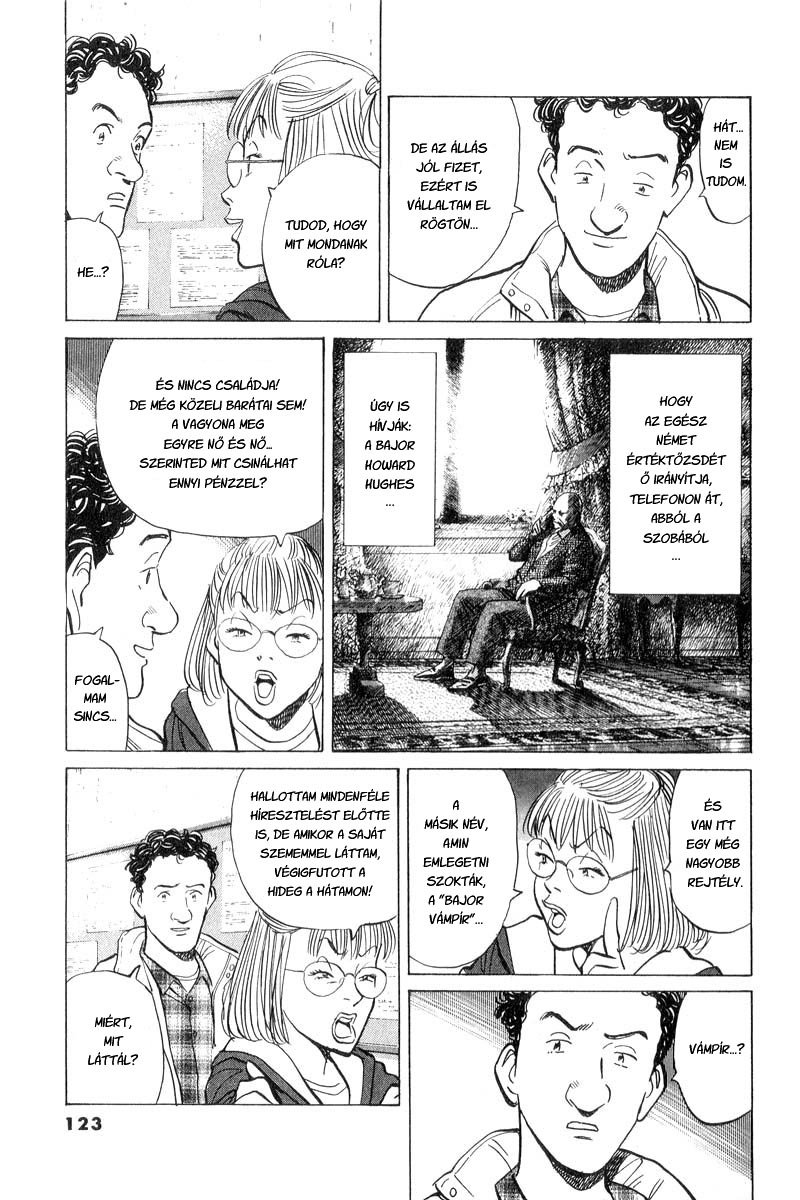 HÁT...
NEM
IS
TUDOM.
DE AZ ÁLLÁS
JÓL FIZET,
EZÉRT IS
VÁLLALTAM EL
RÖGTÖN...
TUDOD, HOGY
MIT MONDANAK
RÓLA?
HE...?
HOGY
AZ EGÉSZ
NÉMET
ÉRTÉKTŐZSDÉT
Ő IRÁNYÍTJA,
TELEFONON ÁT,
ABBÓL A
SZOBÁBÓL
...
ÚGY IS
HÍVJÁK:
A BAJOR
HOWARD
HUGHES
...
ÉS NINCS CSALÁDJA!
DE MÉG KÖZELI BARÁTAI SEM!
A VAGYONA MEG
EGYRE NŐ ÉS NŐ...
SZERINTED MIT CSINÁLHAT
ENNYI PÉNZZEL?
FOGAL-
MAM
SINCS...
ÉS
VAN ITT
EGY MÉG
NAGYOBB
REJTÉLY.
A
MÁSIK NÉV,
AMIN
EMLEGETNI
SZOKTÁK,
A "BAJOR
VÁMPÍR"...
VÁMPÍR...?
HALLOTTAM MINDENFÉLE
HÍRESZTELÉST ELŐTTE
IS, DE AMIKOR A SAJÁT
SZEMEMMEL LÁTTAM,
VÉGIGFUTOTT A
HIDEG A HÁTAMON!
MIÉRT,
MIT
LÁTTÁL?
123